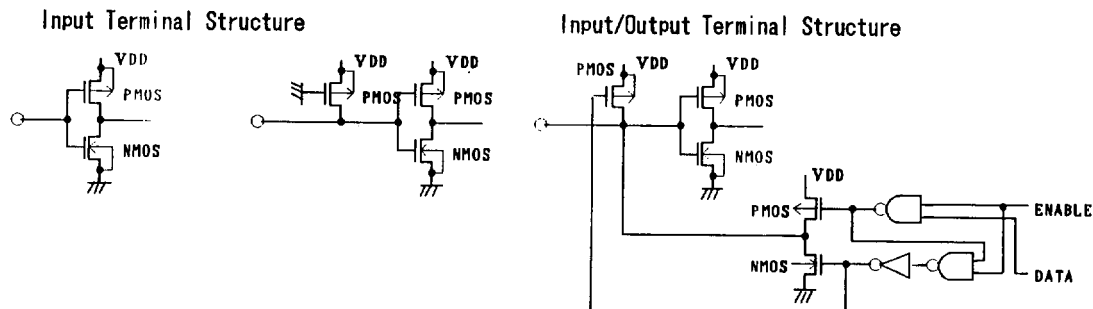 Input Terminal Structure
Input/Output Terminal Structure
VDD
PMOS
NMOS
VDD
PMOS
VDD
PMOS
NMOS
PMOS
VDD
VDD
PMOS
NMOS
VDD
PMOS
ENABLE
NMOS
DATA